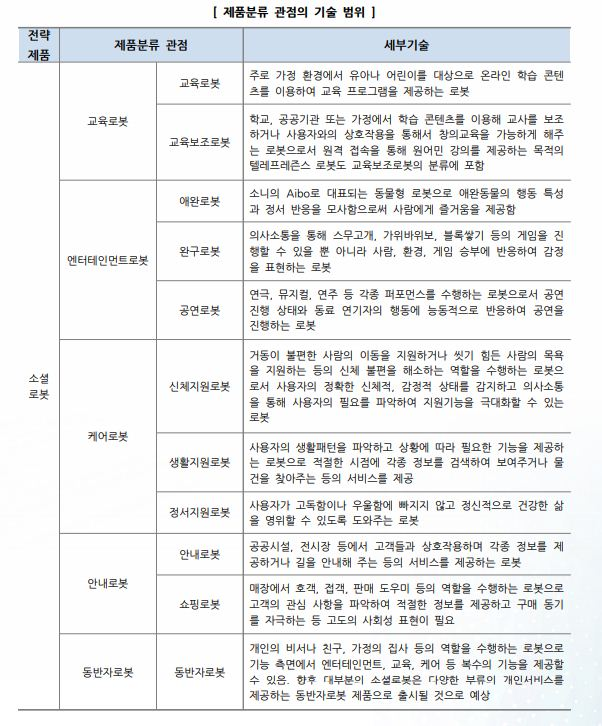 [ 제품분류 관점의 기술 범위 ]
전략
제품
제품분류 관점
세부기술
소셜
로봇
교육로봇
교육로봇
주로 가정 환경에서 유아나 어린이를 대상으로 온라인 학습 콘텐
츠를 이용하여 교육 프로그램을 제공하는 로봇
교육보조로봇
학교, 공공기관 또는 가정에서 학습 콘텐츠를 이용해 교사를 보조
하거나 사용자와의 상호작용을 통해서 창의교육을 가능하게 해주
는 로봇으로서 원격 접속을 통해 원어민 강의를 제공하는 목적의
텔레프레즌스 로봇도 교육보조로봇의 분류에 포함
엔터테인먼트로봇
애완로봇
소니의 Aibo로 대표되는 동물형 로봇으로 애완동물의 행동 특성
과 정서 반응을 모사함으로써 사람에게 즐거움을 제공함
완구로봇
의사소통을 통해 스무고개, 가위바위보, 블록쌓기 등의 게임을 진
행할 수 있을 뿐 아니라 사람, 환경, 게임 승부에 반응하여 감정
을 표현하는 로봇
공연로봇
연극, 뮤지컬, 연주 등 각종 퍼포먼스를 수행하는 로봇으로서 공연
진행 상태와 동료 연기자의 행동에 능동적으로 반응하여 공연을
진행하는 로봇
케어로봇
신체지원로봇
거동이 불편한 사람의 이동을 지원하거나 씻기 힘든 사람의 목욕
을 지원하는 등의 신체 불편을 해소하는 역할을 수행하는 로봇으
로서 사용자의 정확한 신체적, 감정적 상태를 감지하고 의사소통
을 통해 사용자의 필요를 파악하여 지원기능을 극대화할 수 있는
로봇
생활지원로봇
사용자의 생활패턴을 파악하고 상황에 따라 필요한 기능을 제공하
는 로봇으로 적절한 시점에 각종 정보를 검색하여 보여주거나 물
건을 찾아주는 등의 서비스를 제공
정서지원로봇
사용자가 고독함이나 우울함에 빠지지 않고 정신적으로 건강한 삶
을 영위할 수 있도록 도와주는 로봇
안내로봇
안내로봇
공공시설, 전시장 등에서 고객들과 상호작용하며 각종 정보를 제
공하거나 길을 안내해 주는 등의 서비스를 제공하는 로봇
쇼핑로봇
매장에서 호객, 접객, 판매 도우미 등의 역할을 수행하는 로봇으로
고객의 관심 사항을 파악하여 적절한 정보를 제공하고 구매 동기
를 자극하는 등 고도의 사회성 표현이 필요
동반자로봇
동반자로봇
개인의 비서나 친구, 가정의 집사 등의 역할을 수행하는 로봇으로
기능 측면에서 엔터테인먼트, 교육, 케어 등 복수의 기능을 제공할
수 있음. 향후 대부분의 소셜로봇은 다양한 부류의 개인서비스를
제공하는 동반자로봇 제품으로 출시될 것으로 예상